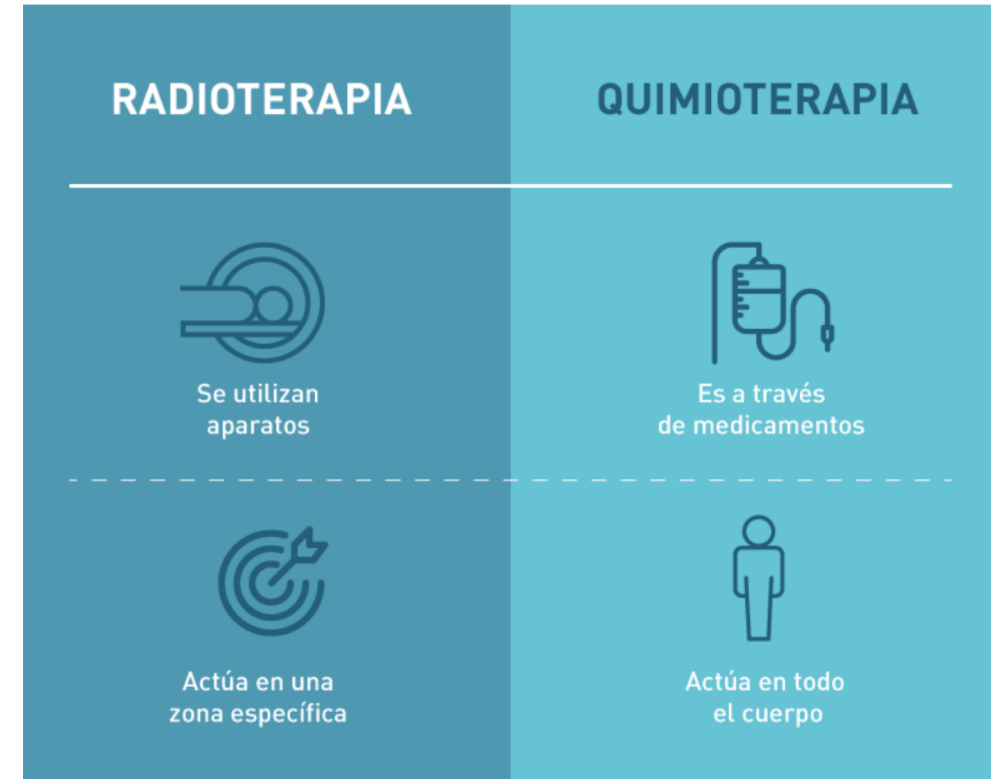 RADIOTERAPIA
QUIMIOTERAPIA
Se utilizan
aparatos
Es a través
de medicamentos
Actúa en una
zona específica
Actúa en todo
el cuerpo